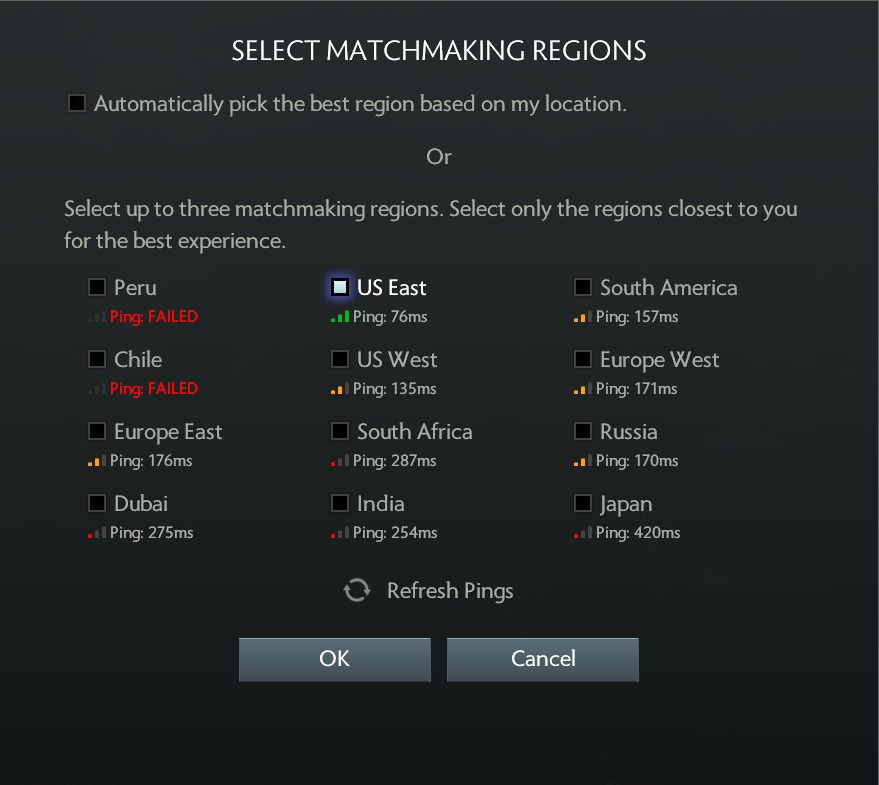 SELECT MATCHMAKING REGIONS
Automatically pick the best region based on my location.
Or
Select up to three matchmaking regions. Select only the regions closest to you
for the best experience.
Peru
US East
South America
Ping: FAILED
Ping: 76ms
Ping: 157ms
Chile
US West
Europe West
Ping: FAILED
Ping: 135ms
Ping: 171ms
Europe East
South Africa
Russia
Ping: 176ms
Ping: 287ms
Ping: 170ms
Dubai
India
Japan
Ping: 275ms
Ping: 254ms
Ping: 420ms
Refresh Pings
OK
Cancel